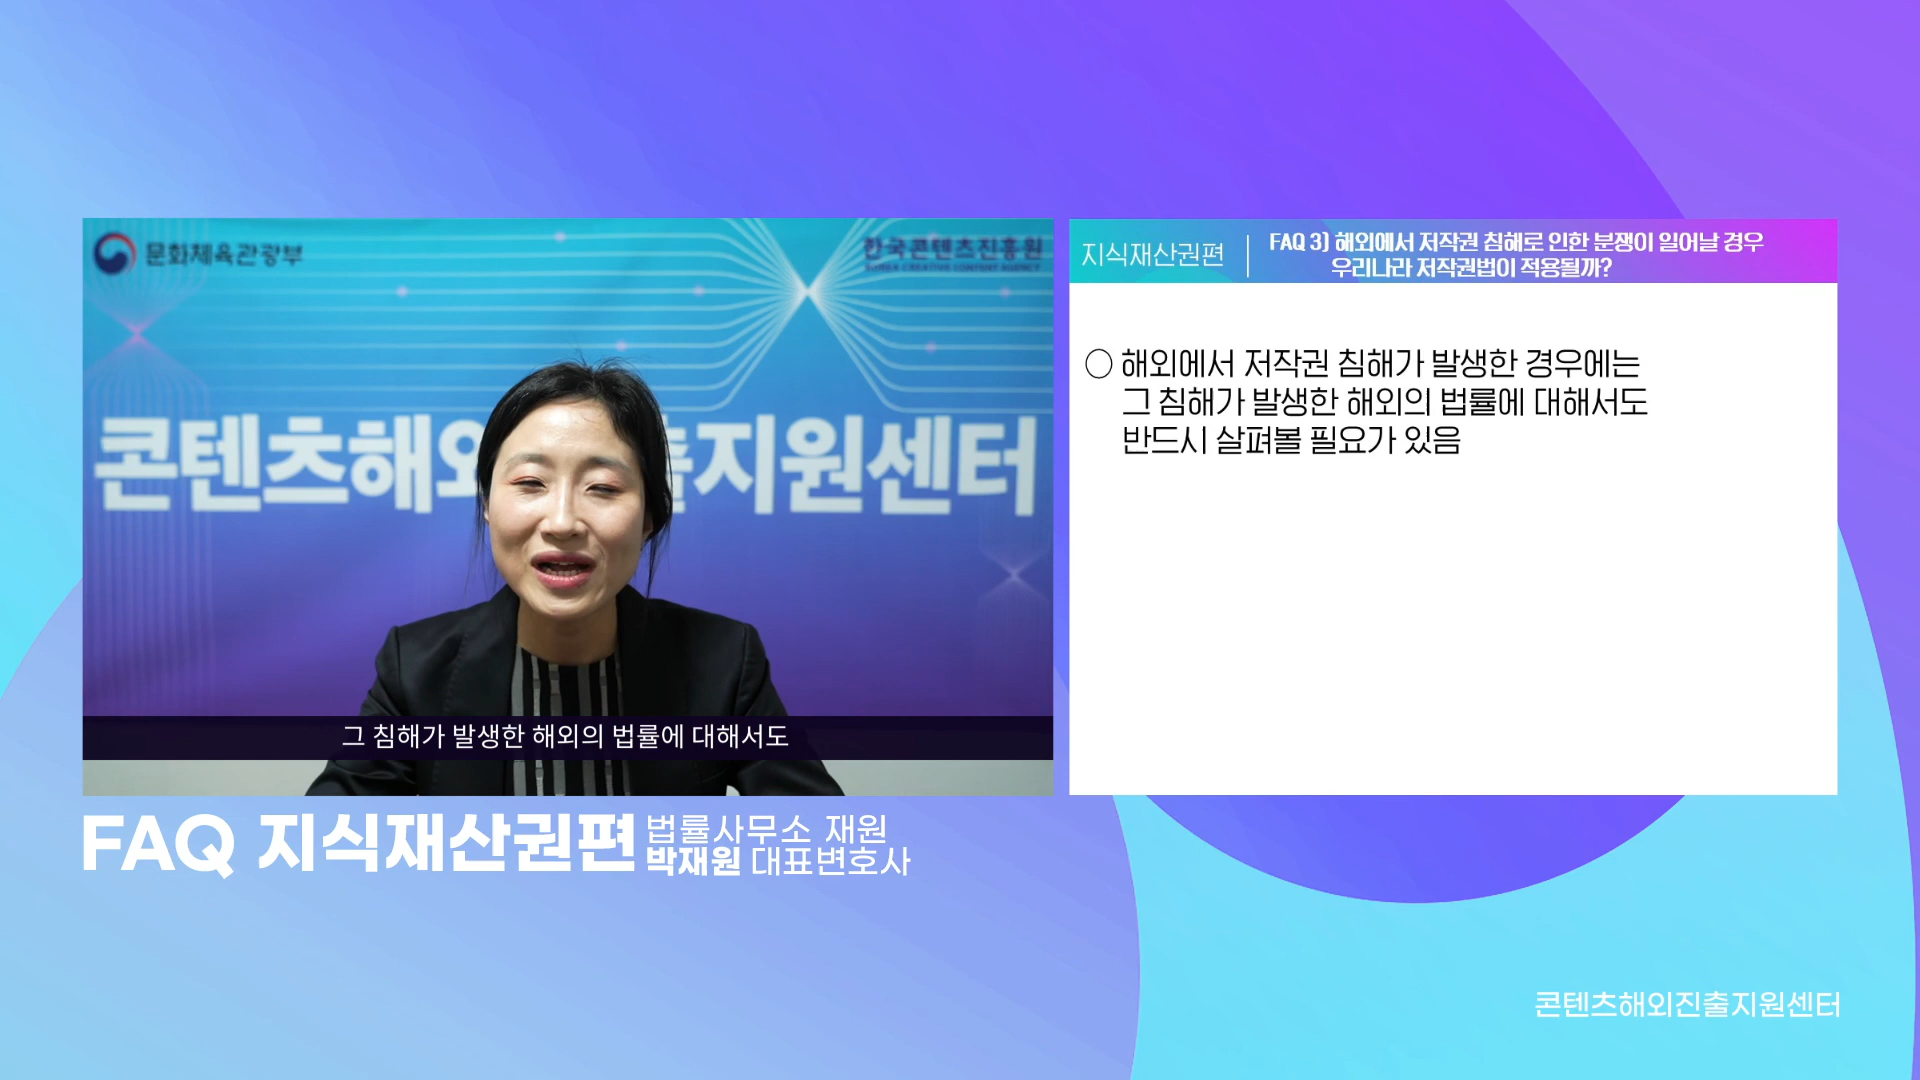 문화체육관광부
한국콘텐츠진흥원
KOREA CREATIVE CONTENT AGENCY
콘텐츠해외 출지원센터
그 침해가 발생한 해외의 법률에 대해서도
지식재산권편
FAQ 3) 해외에서 저작권 침해로 인한 분쟁이 일어날 경우
우리나라 저작권법이 적용될까?
○ 해외에서 저작권 침해가 발생한 경우에는
그 침해가 발생한 해외의 법률에 대해서도
반드시 살펴볼 필요가 있음
FAQ 지식재산권편
법률사무소 재원
박재원 대표변호사
콘텐츠해외진출지원센터